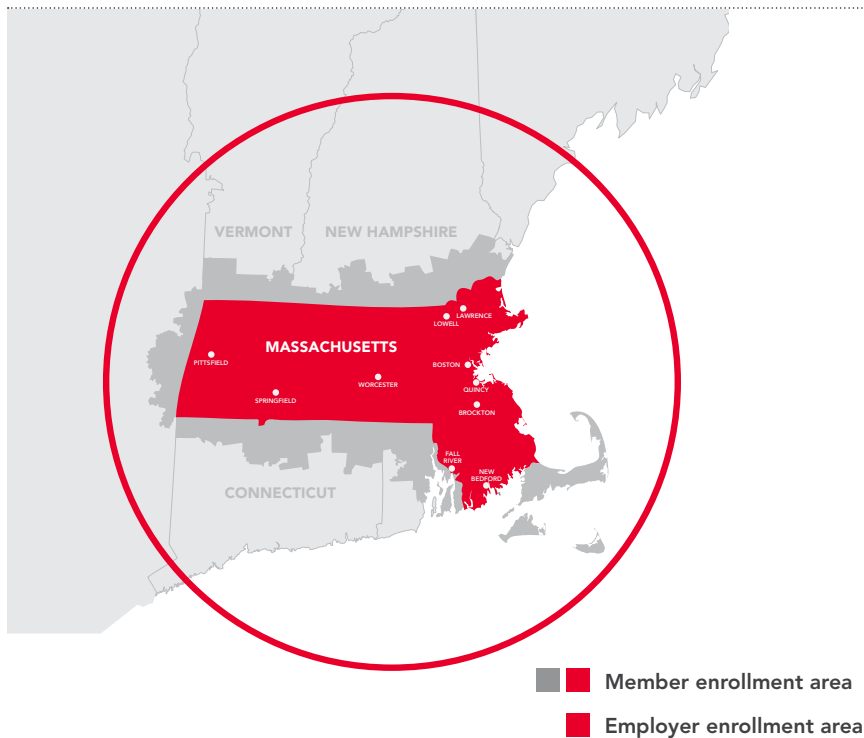 VERMONT
NEW HAMPSHIRE
LAWRENCE
LOWELL
MASSACHUSETTS
PITTSFIELD
BOSTON
WORCESTER
QUINCY
SPRINGFIELD
BROCKTON
FALL
RIVER
NEW
BEDFORD
CONNECTICUT
Member enrollment area
Employer enrollment area